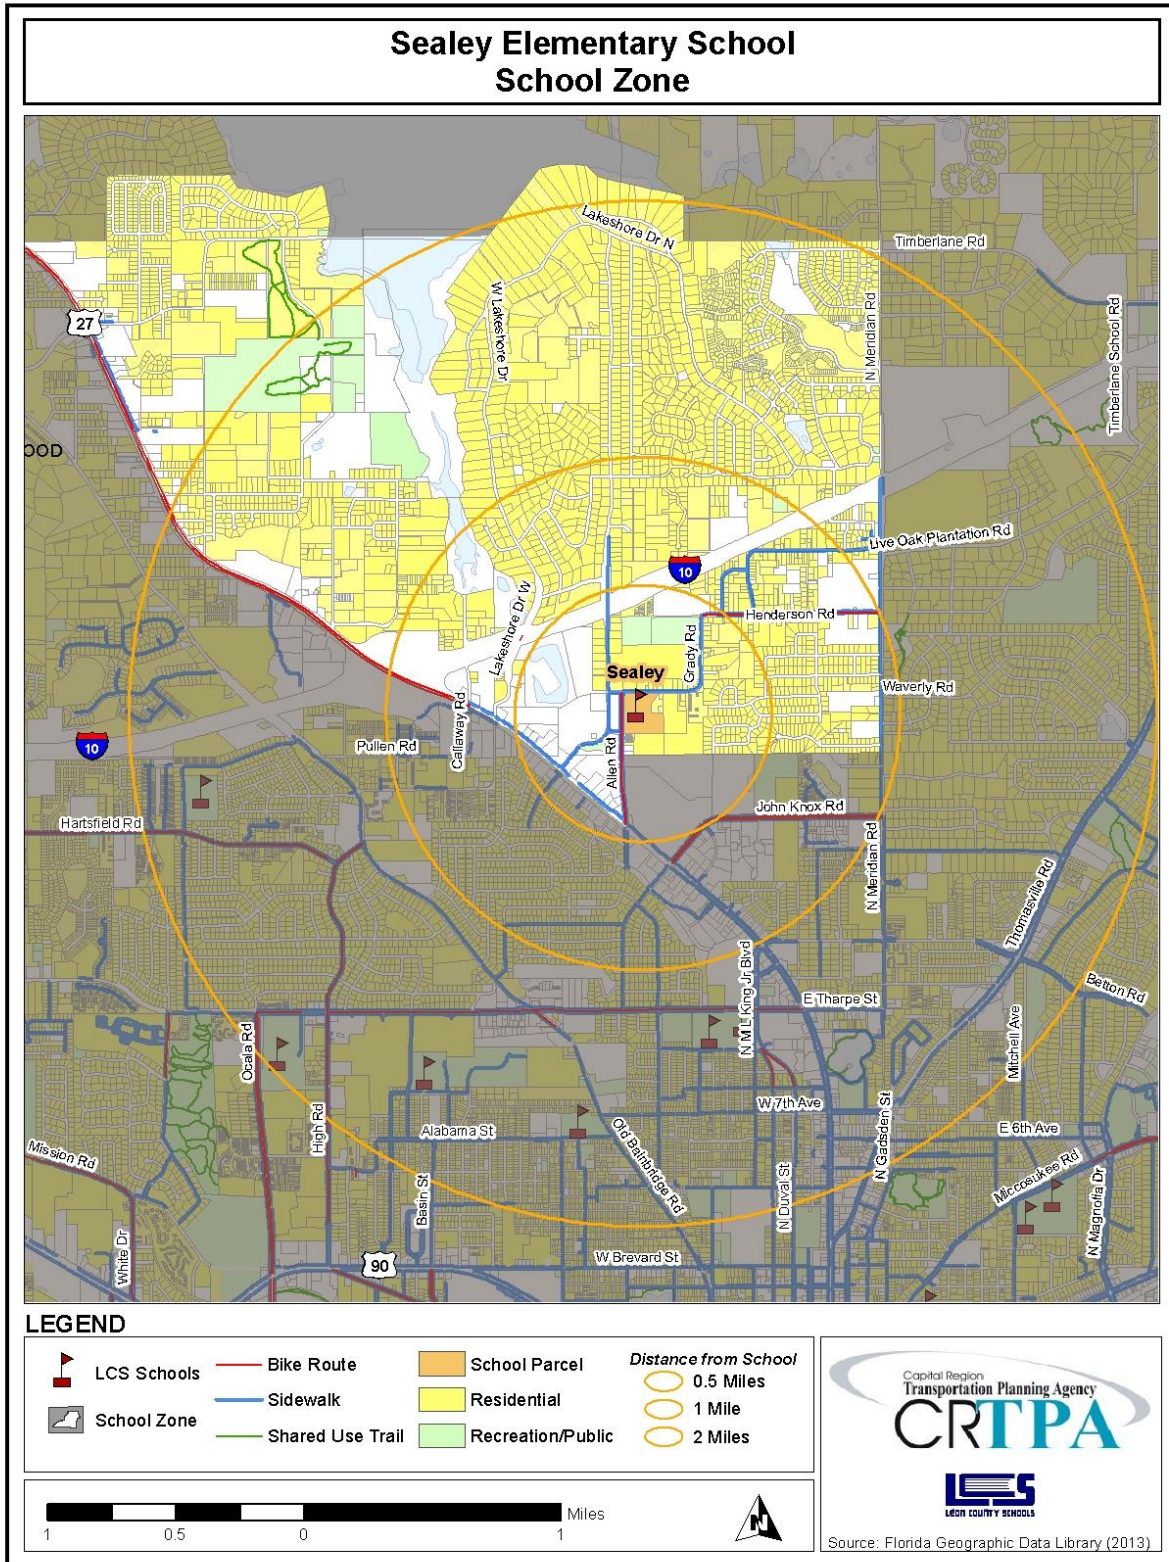 Sealey Elementary School
School Zone
Lakeshore Dr N
Timberlane Rd
27
W Lakeshore Dr
N Meridian Rd
Timberlane School Rd
OOD
Live Oak Plantation Rd
10
Lakeshore Dr W
Henderson Rd
Grady Rd
Sealey
Waverly Rd
Callaway Rd
10
Pullen Rd
Allen Rd
John Knox Rd
Hartsfield Rd
N Meridian Rd
Thomasville Rd
N M L King Jr Blvd
Betton Rd
E Tharpe St
Mitchell Ave
Ocala Rd
W 7th Ave
High Rd
Alabama St
Old Bainbridge Rd
N Gadsden St
E 6th Ave
Mission Rd
Miccosukee Rd
Basin St
N Duval St
N Magnolia Dr
White Dr
90
W Brevard St
LEGEND
LCS Schools
School Zone
Bike Route
Sidewalk
Shared Use Trail
School Parcel
Residential
Recreation/Public
Distance from School
0.5 Miles
1 Mile
2 Miles
Capital Region
Transportation Planning Agency
CRTPA
LCS
LEON COUNTY SCHOOLS
Miles
1 0.5 0 1
N
Source: Florida Geographic Data Library (2013)